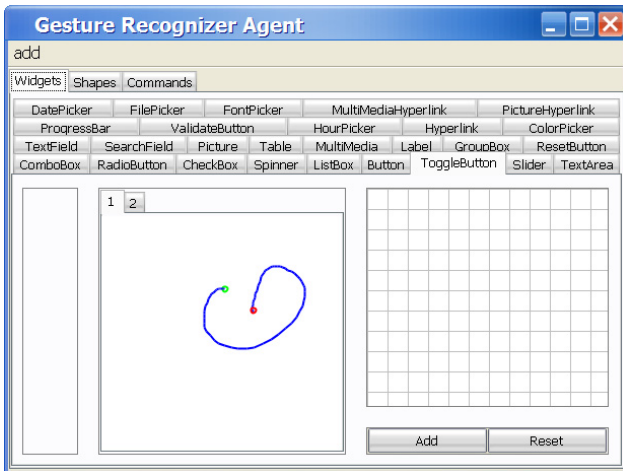 Gesture Recognizer Agent
add
Widgets Shapes Commands
DatePicker FilePicker FontPicker MultiMediaHyperlink PictureHyperlink
ProgressBar ValidateButton HourPicker Hyperlink ColorPicker
TextField SearchField Picture Table MultiMedia Label GroupBox ResetButton
ComboBox RadioButton CheckBox Spinner ListBox Button ToggleButton Slider TextArea
1 2
Add Reset